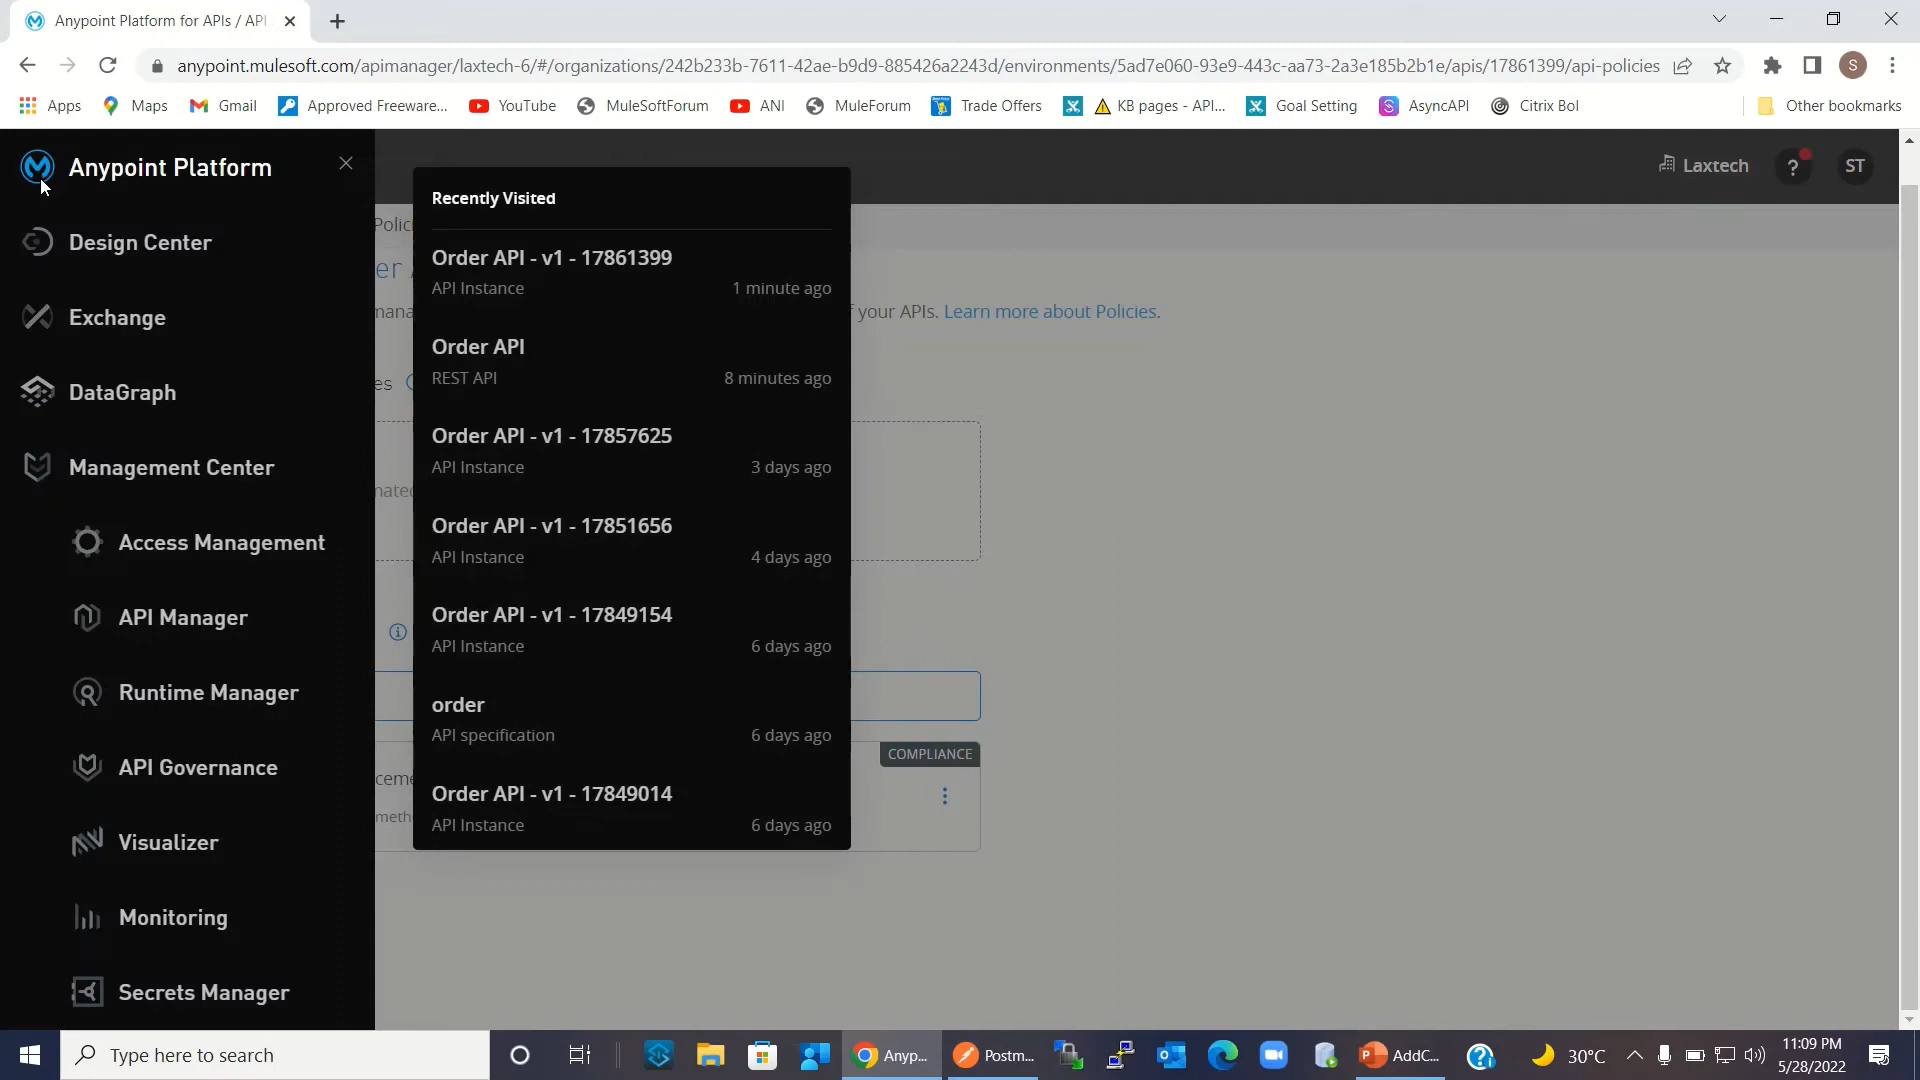 Anypoint Platform for APIs / API
anypoint.mulesoft.com/apimanager/laxtech-6/#/organizations/242b233b-7611-42ae-b9d9-885426a2243d/environments/5ad7e060-93e9-443c-aa73-2a3e185b2b1e/apis/17861399/api-policies
S
Apps
Maps
Gmail
Approved Freeware...
YouTube
MuleSoftForum
ANI
MuleForum
Trade Offers
KB pages - API...
Goal Setting
AsyncAPI
Citrix Bol
Other bookmarks
Anypoint Platform
Laxtech
?
ST
Design Center
Exchange
DataGraph
Management Center
Access Management
API Manager
Runtime Manager
API Governance
Visualizer
Monitoring
Secrets Manager
Recently Visited
Order API - v1 - 17861399
API Instance 1 minute ago
Order API
REST API 8 minutes ago
Order API - v1 - 17857625
API Instance 3 days ago
Order API - v1 - 17851656
API Instance 4 days ago
Order API - v1 - 17849154
API Instance 6 days ago
order
API specification 6 days ago
Order API - v1 - 17849014
API Instance 6 days ago
f your APIs. Learn more about Policies.
COMPLIANCE
Type here to search
Anyp...
Postm...
AddC...
30°C
11:09 PM
5/28/2022